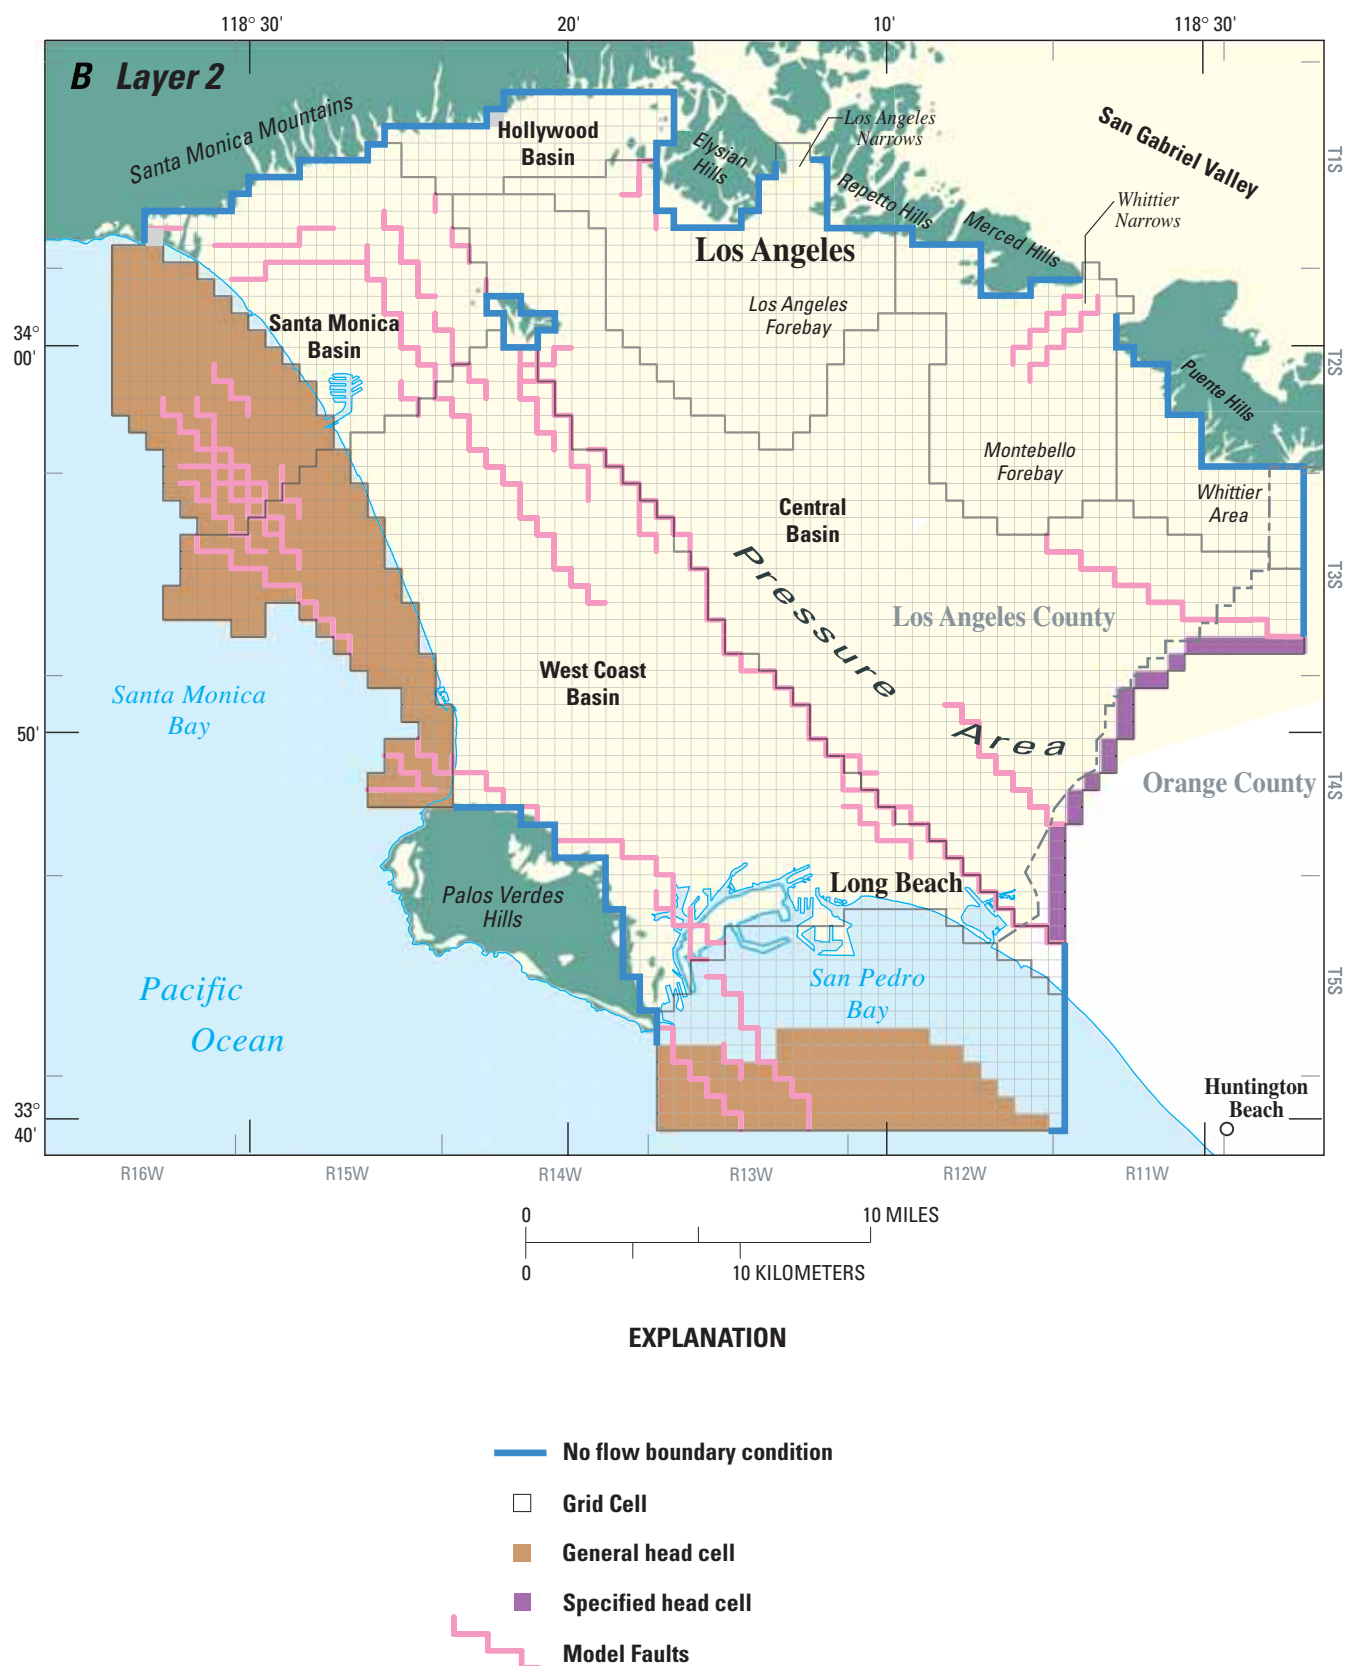 118° 30'
20'
10'
118° 30'
B Layer 2
Santa Monica Mountains
Hollywood
Basin
Elysian
Hills
Los Angeles
Narrows
San Gabriel Valley
T1S
Repetto Hills
Whittier
Narrows
Merced Hills
Los Angeles
Los Angeles
Forebay
Santa Monica
Basin
34°
00'
T2S
Puente Hills
Montebello
Forebay
Whittier
Area
Central
Basin
Pressure
Area
T3S
Los Angeles County
West Coast
Basin
Santa Monica
Bay
50'
Orange County
T4S
Long Beach
Palos Verdes
Hills
San Pedro
Bay
Pacific
Ocean
T5S
Huntington
Beach
33°
40'
R16W
R15W
R14W
R13W
R12W
R11W
0
10 MILES
0
10 KILOMETERS
EXPLANATION
No flow boundary condition
Grid Cell
General head cell
Specified head cell
Model Faults